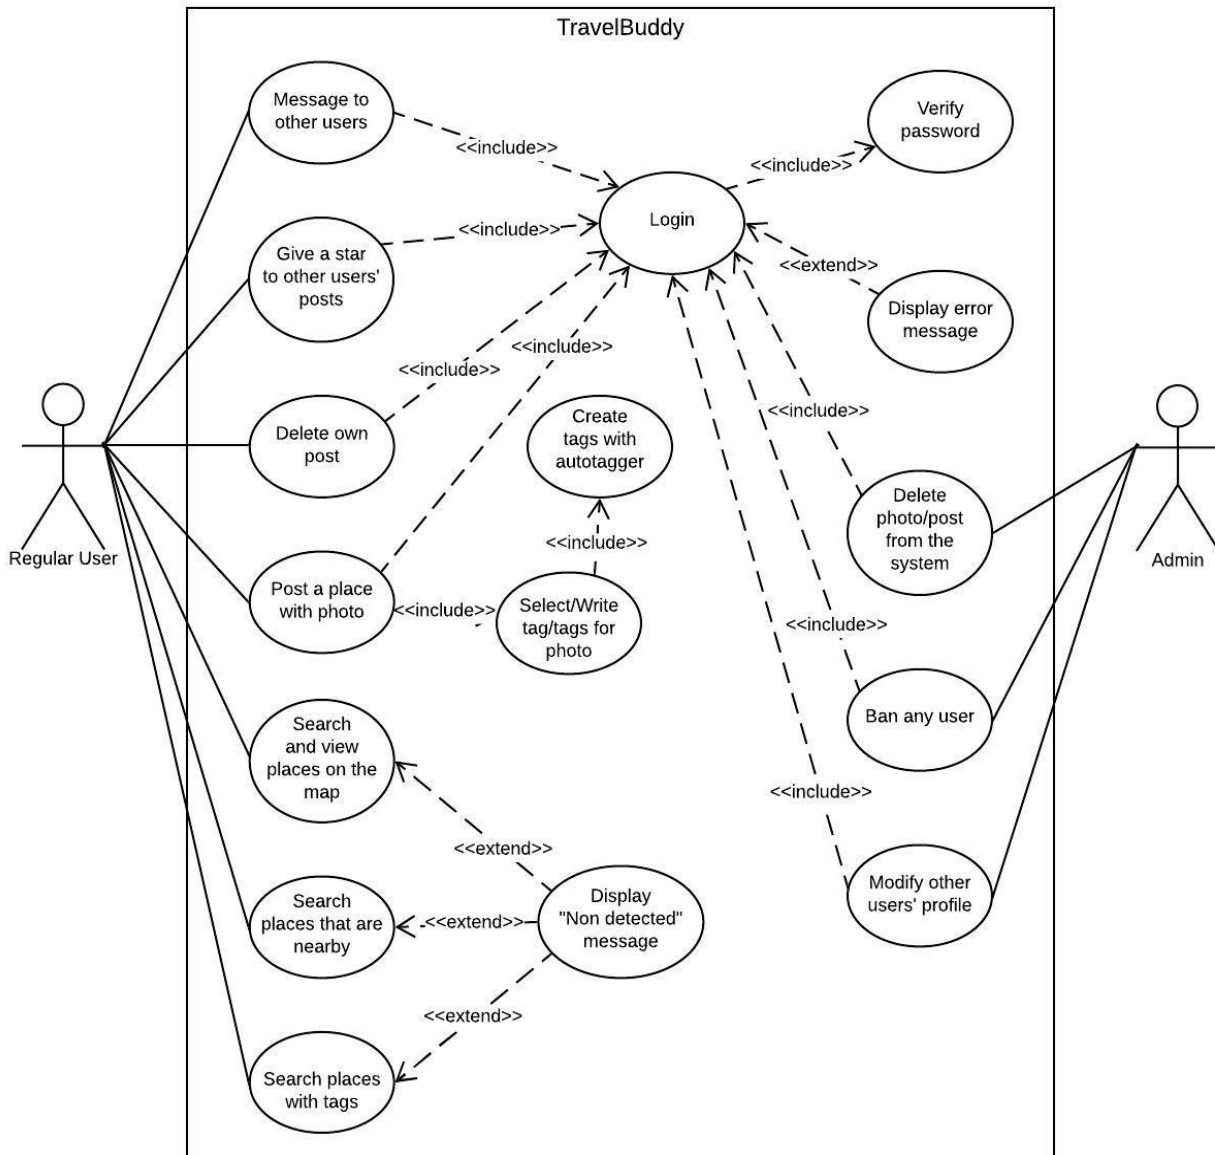 TravelBuddy
Message to
other users
Verify
password
<<include>>
<<include>>
Login
Give a star
to other users'
posts
<<include>>
<<extend>>
Display error
message
<<include>>
<<include>>
Create
tags with
autotagger
<<include>>
Delete own
post
Regular User
Delete
photo/post
from the
system
Admin
<<include>>
Post a place
with photo
<<include>>
Select/Write
tag/tags for
photo
<<include>>
Ban any user
Search
and view
places on the
map
<<include>>
<<extend>>
Modify other
users' profile
Search
places that are
nearby
<<extend>>
Display
"Non detected"
message
<<extend>>
Search places
with tags